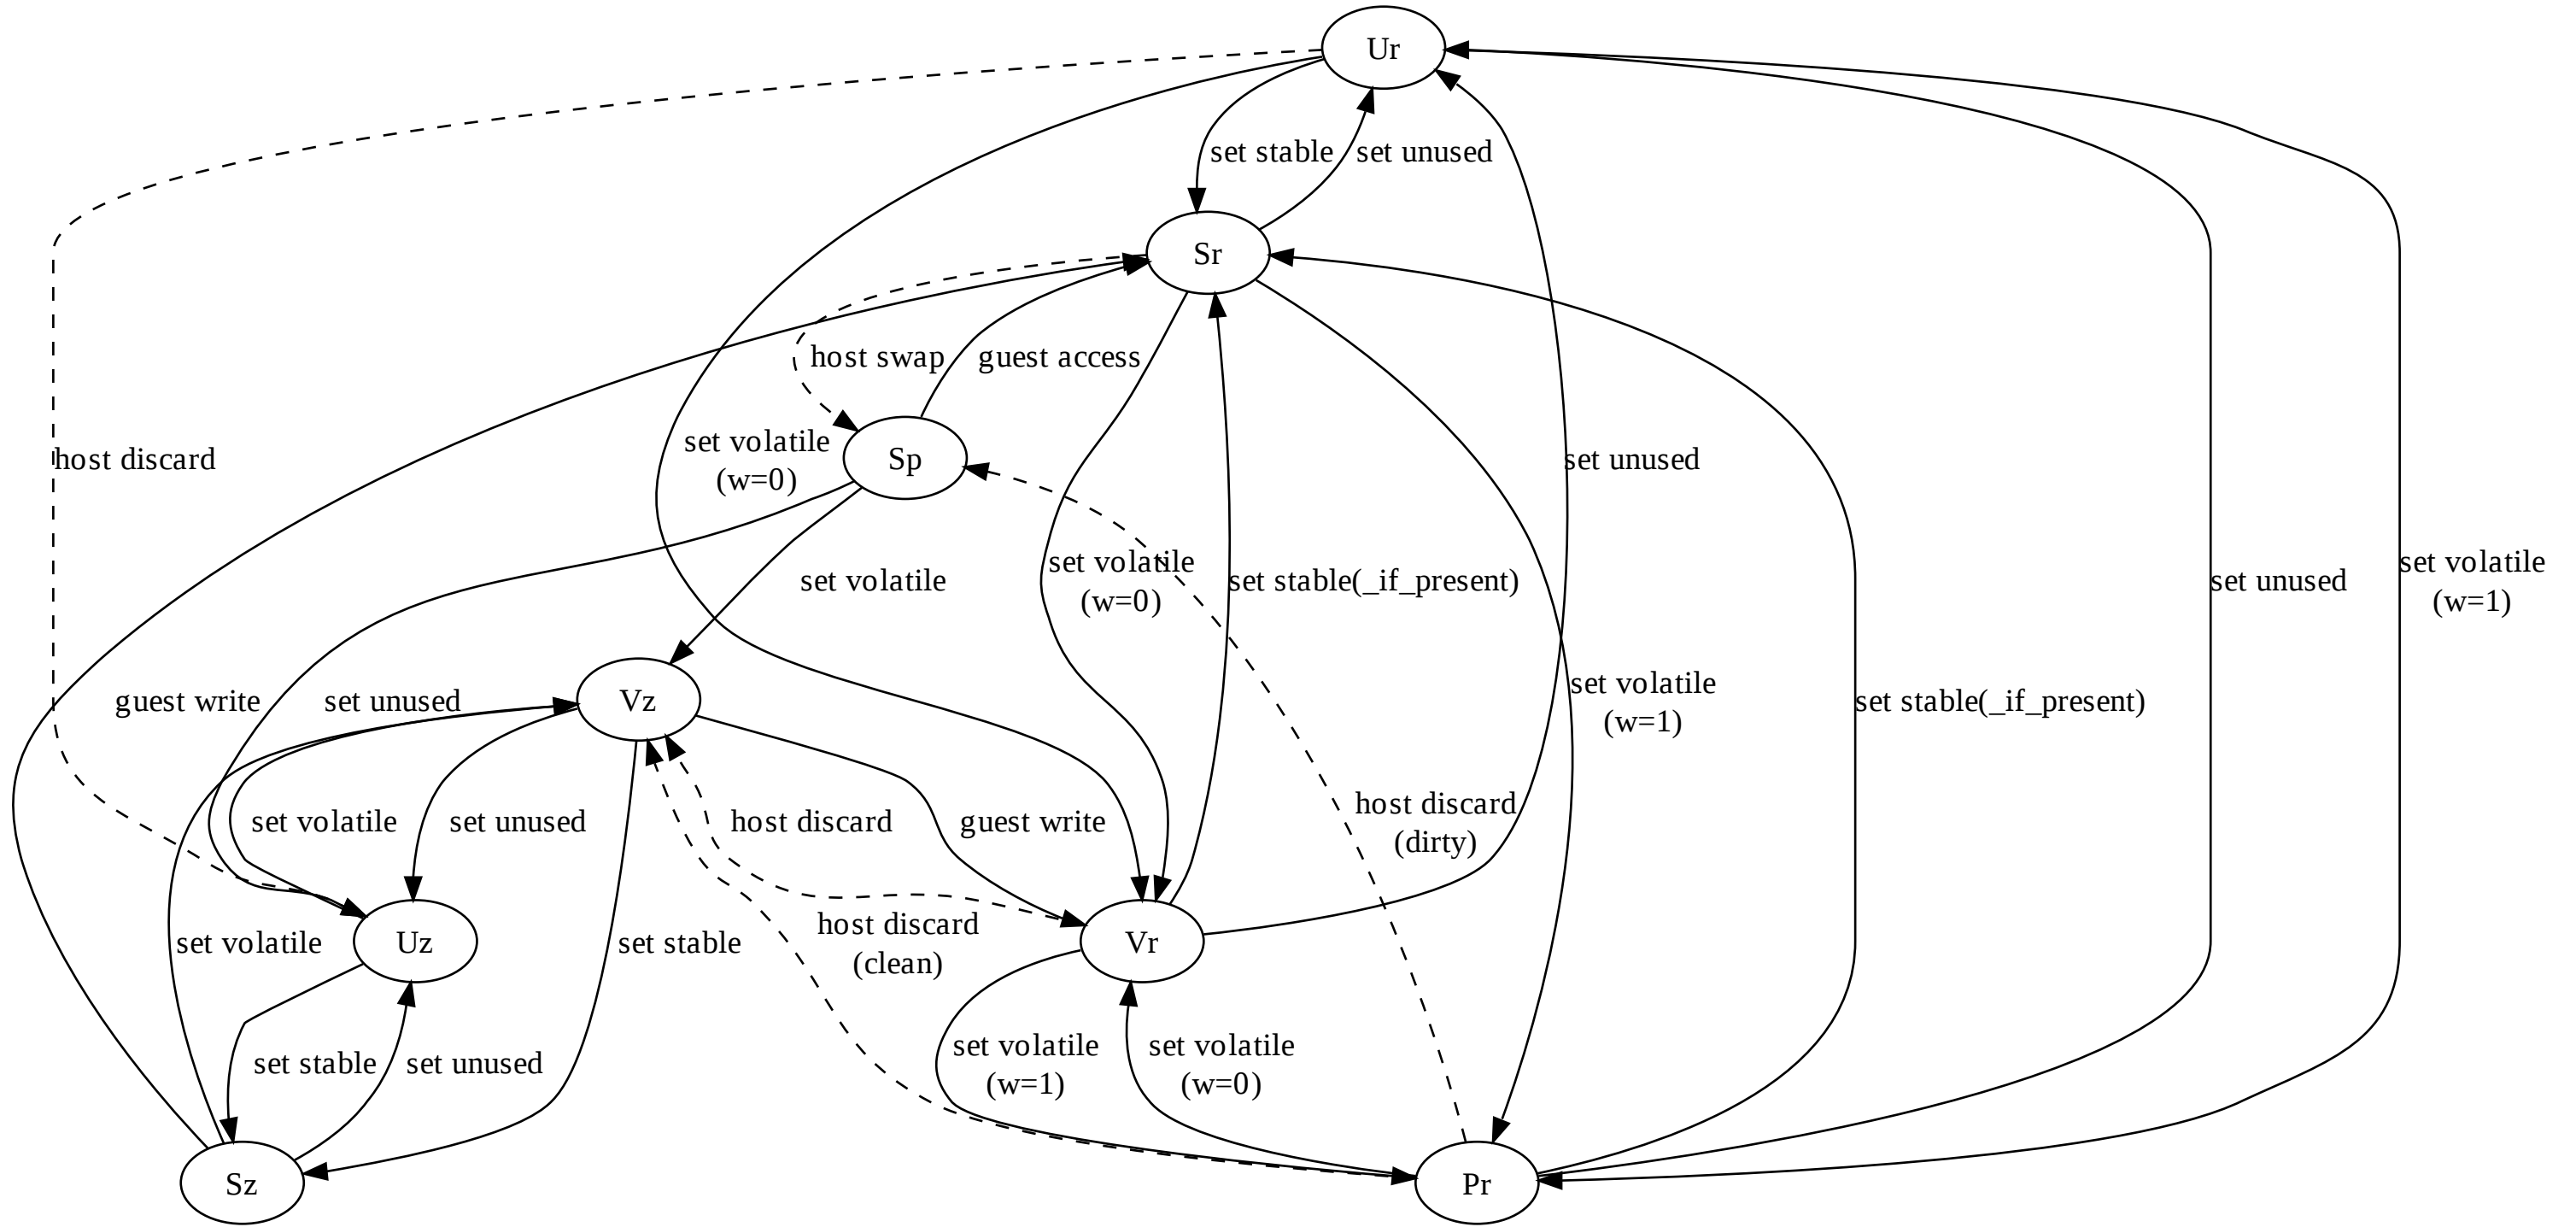 Ur
set stable
set unused
Sr
host swap
guest access
set volatile
(w=0)
Sp
host discard
set unused
set volatile
(w=0)
set stable(_if_present)
set volatile
set unused
set volatile
(w=1)
guest write
set unused
Vz
set volatile
(w=1)
set stable(_if_present)
set volatile
set unused
host discard
guest write
host discard
(dirty)
set volatile
Uz
set stable
host discard
(clean)
Vr
set stable
set unused
set volatile
(w=1)
set volatile
(w=0)
Sz
Pr